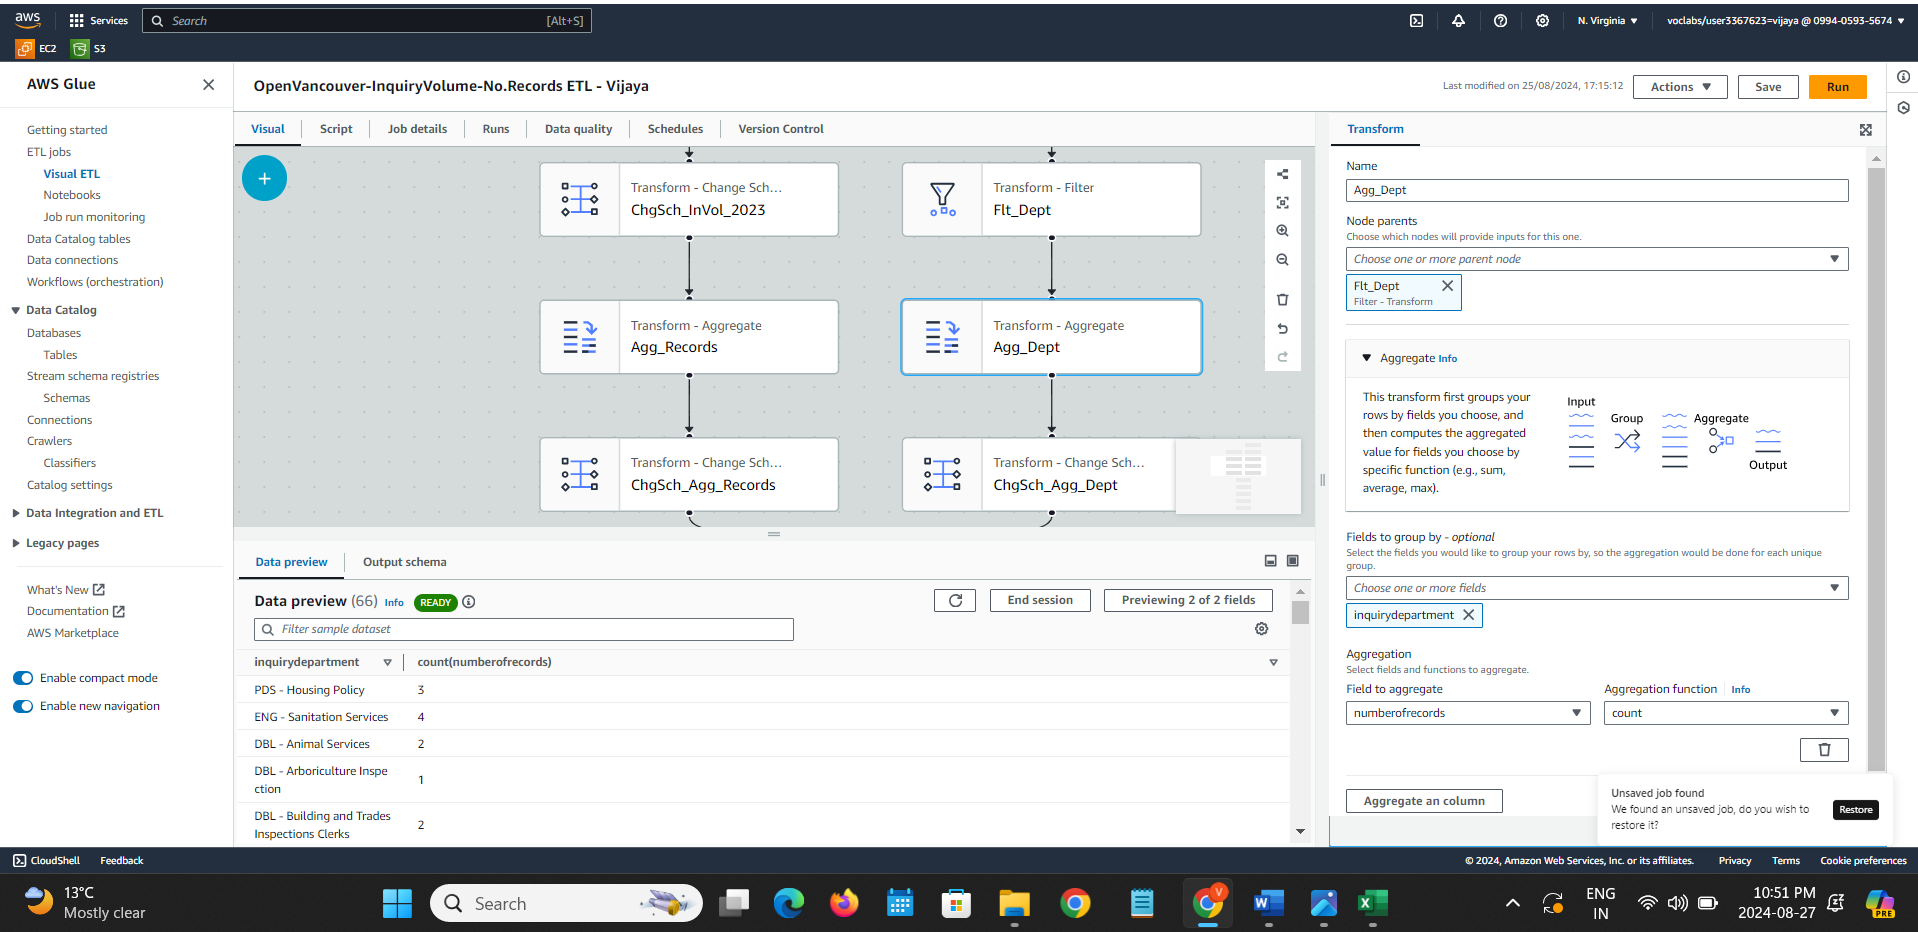 aws
Services
Search
[Alt+S]
N. Virginia
voclabs/user3367623=vijaya @ 0994-0593-5674
EC2
S3
AWS Glue
Getting started
ETL jobs
Visual ETL
Notebooks
Job run monitoring
Data Catalog tables
Data connections
Workflows (orchestration)
Data Catalog
Databases
Tables
Stream schema registries
Schemas
Connections
Crawlers
Classifiers
Catalog settings
Data Integration and ETL
Legacy pages
What's New
Documentation
AWS Marketplace
Enable compact mode
Enable new navigation
OpenVancouver-InquiryVolume-No.Records ETL - Vijaya
Last modified on 25/08/2024, 17:15:12
Actions
Save
Run
Visual
Script
Job details
Runs
Data quality
Schedules
Version Control
Transform - Change Sch...
ChgSch_InVol_2023
Transform - Filter
Flt_Dept
Transform - Aggregate
Agg_Records
Transform - Aggregate
Agg_Dept
Transform - Change Sch...
ChgSch_Agg_Records
Transform - Change Sch...
ChgSch_Agg_Dept
Data preview
Output schema
Data preview (66) Info READY
End session
Previewing 2 of 2 fields
Filter sample dataset
inquirydepartment
count(numberofrecords)
PDS - Housing Policy
3
ENG - Sanitation Services
4
DBL - Animal Services
2
DBL - Arboriculture Inspe
ction
1
DBL - Building and Trades
Inspections Clerks
2
Transform
Name
Agg_Dept
Node parents
Choose which nodes will provide inputs for this one.
Choose one or more parent node
Flt_Dept
Filter - Transform
Aggregate Info
This transform first groups your
rows by fields you choose, and
then computes the aggregated
value for fields you choose by
specific function (e.g., sum,
average, max).
Input
Group
Aggregate
Output
Fields to group by - optional
Select the fields you would like to group your rows by, so the aggregation would be done for each unique
group.
Choose one or more fields
inquirydepartment
Aggregation
Select fields and functions to aggregate.
Field to aggregate
Aggregation function
Info
numberofrecords
count
Aggregate an column
Unsaved job found
We found an unsaved job, do you wish to
restore it?
Restore
CloudShell
Feedback
© 2024, Amazon Web Services, Inc. or its affiliates.
Privacy
Terms
Cookie preferences
13°C
Mostly clear
Search
ENG
IN
10:51 PM
2024-08-27
PRE